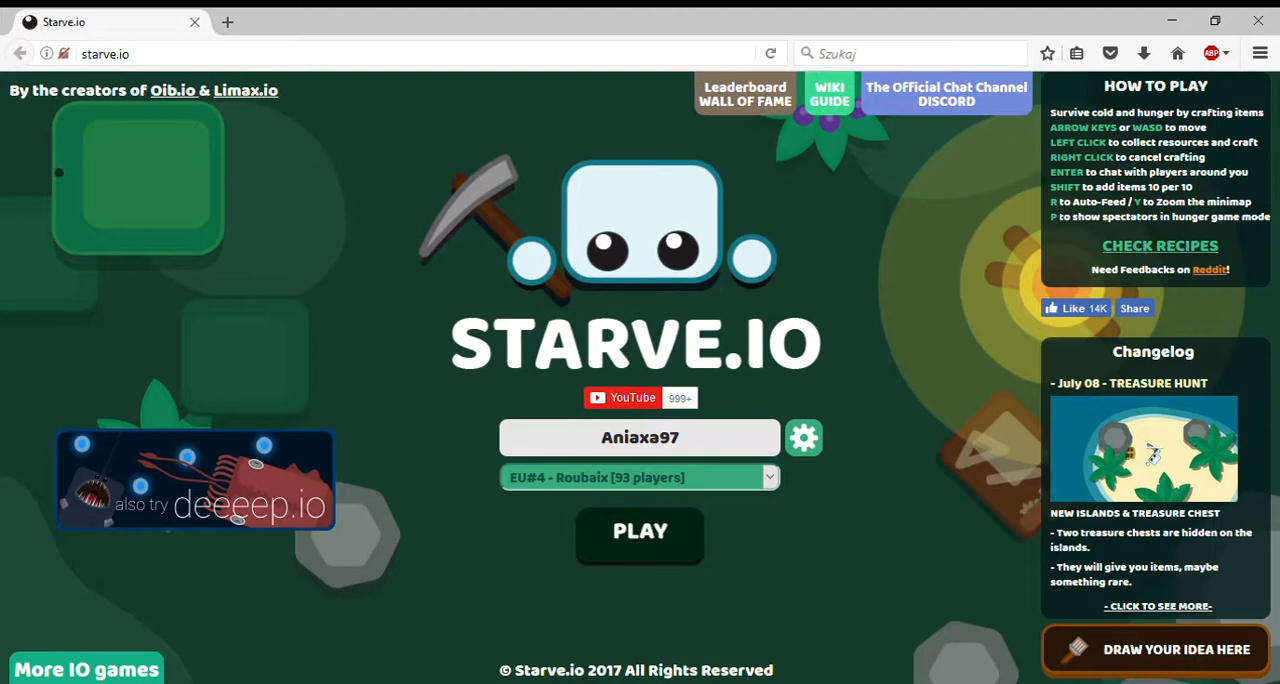 Starve.io
starve.io
Szukaj
ABP
By the creators of Oib.io & Limax.io
Leaderboard
WALL OF FAME
WIKI
GUIDE
The Official Chat Channel
DISCORD
STARVE.IO
YouTube 999+
Aniaxa97
EU#4 - Roubaix [93 players]
PLAY
also try deeeep.io
More IO games
© Starve.io 2017 All Rights Reserved
HOW TO PLAY
Survive cold and hunger by crafting items
ARROW KEYS or WASD to move
LEFT CLICK to collect resources and craft
RIGHT CLICK to cancel crafting
ENTER to chat with players around you
SHIFT to add items 10 per 10
R to Auto-Feed / Y to Zoom the minimap
P to show spectators in hunger game mode
CHECK RECIPES
Need Feedbacks on Reddit!
Like 14K Share
Changelog
- July 08 - TREASURE HUNT
NEW ISLANDS & TREASURE CHEST
- Two treasure chests are hidden on the
islands.
- They will give you items, maybe
something rare.
- CLICK TO SEE MORE-
DRAW YOUR IDEA HERE